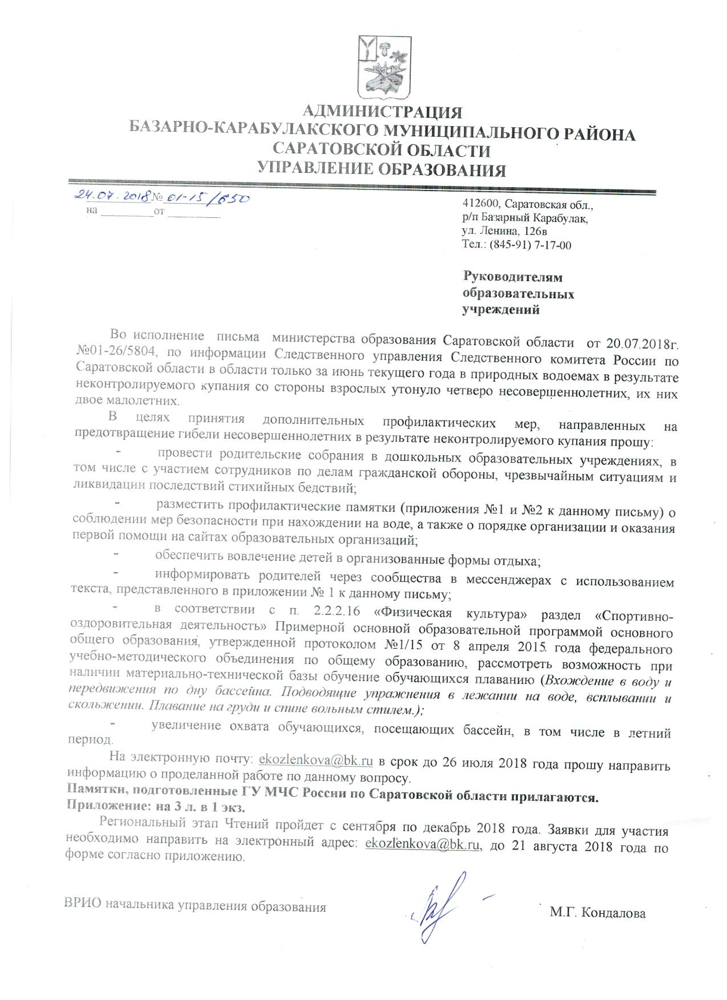 АДМИНИСТРАЦИЯ
БАЗАРНО-КАРАБУЛАКСКОГО МУНИЦИПАЛЬНОГО РАЙОНА
САРАТОВСКОЙ ОБЛАСТИ
УПРАВЛЕНИЕ ОБРАЗОВАНИЯ
24.07.2018 № 01-15/650
на __________от __________
412600, Саратовская обл.,
р/п Базарный Карабулак,
ул. Ленина, 126в
Тел.: (845-91) 7-17-00
Руководителям
образовательных
учреждений
Во исполнение письма министерства образования Саратовской области от 20.07.2018г.
№01-26/5804, по информации Следственного управления Следственного комитета России по
Саратовской области в области только за июнь текущего года в природных водоемах в результате
неконтролируемого купания со стороны взрослых утонуло четверо несовершеннолетних, их них
двое малолетних.
В целях принятия дополнительных профилактических мер, направленных на
предотвращение гибели несовершеннолетних в результате неконтролируемого купания прошу:
- провести родительские собрания в дошкольных образовательных учреждениях, в
том числе с участием сотрудников по делам гражданской обороны, чрезвычайным ситуациям и
ликвидации последствий стихийных бедствий;
- разместить профилактические памятки (приложения №1 и №2 к данному письму) о
соблюдении мер безопасности при нахождении на воде, а также о порядке организации и оказания
первой помощи на сайтах образовательных организаций;
- обеспечить вовлечение детей в организованные формы отдыха;
- информировать родителей через сообщества в мессенджерах с использованием
текста, представленного в приложении № 1 к данному письму;
- в соответствии с п. 2.2.2.16 «Физическая культура» раздел «Спортивно-
оздоровительная деятельность» Примерной основной образовательной программой основного
общего образования, утвержденной протоколом №1/15 от 8 апреля 2015 года федерального
учебно-методического объединения по общему образованию, рассмотреть возможность при
наличии материально-технической базы обучение обучающихся плаванию (Вхождение в воду и
передвижения по дну бассейна. Подводящие упражнения в лежании на воде, всплывании и
скольжении. Плавание на груди и спине вольным стилем.);
- увеличение охвата обучающихся, посещающих бассейн, в том числе в летний
период.
На электронную почту: ekozlenkova@bk.ru в срок до 26 июля 2018 года прошу направить
информацию о проделанной работе по данному вопросу.
Памятки, подготовленные ГУ МЧС России по Саратовской области прилагаются.
Приложение: на 3 л. в 1 экз.
Региональный этап Чтений пройдет с сентября по декабрь 2018 года. Заявки для участия
необходимо направить на электронный адрес: ekozlenkova@bk.ru, до 21 августа 2018 года по
форме согласно приложению.
ВРИО начальника управления образования
М.Г. Кондалова